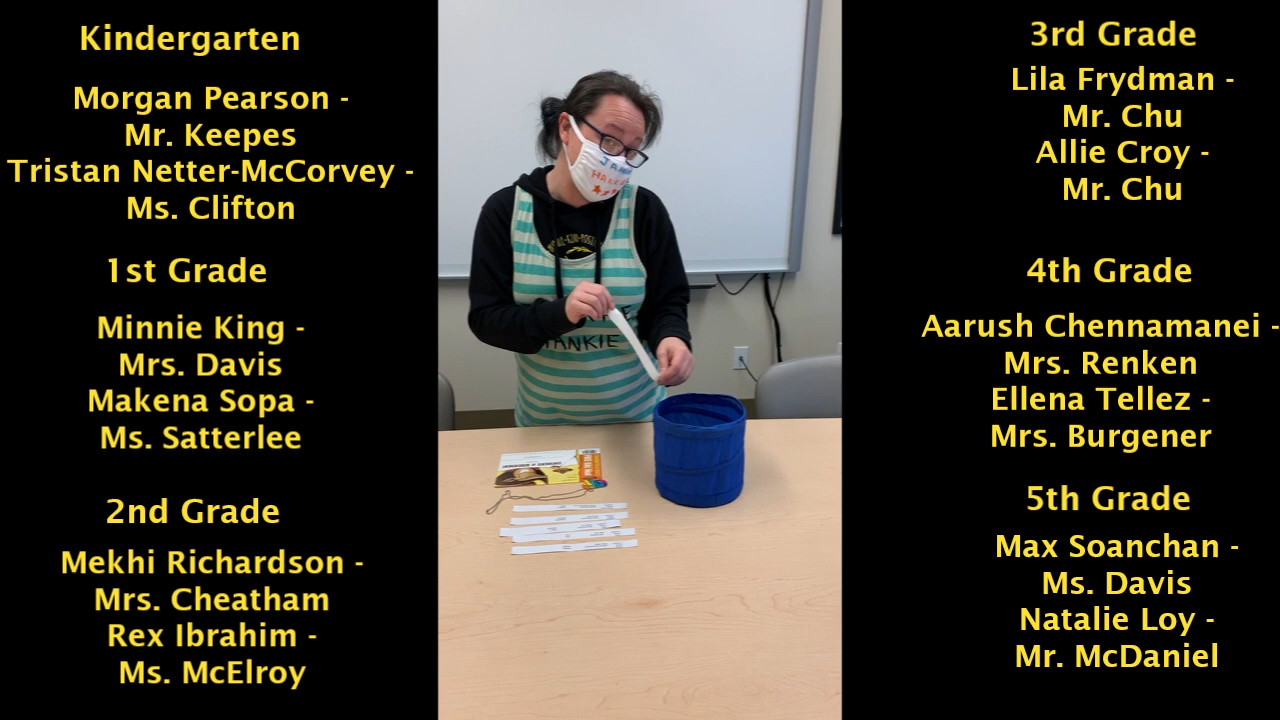 Kindergarten
Morgan Pearson -
Mr. Keepes
Tristan Netter-McCorvey -
Ms. Clifton
1st Grade
Minnie King -
Mrs. Davis
Makena Sopa -
Ms. Satterlee
2nd Grade
Mekhi Richardson -
Mrs. Cheatham
Rex Ibrahim -
Ms. McElroy
HANKIE
3rd Grade
Lila Frydman -
Mr. Chu
Allie Croy -
Mr. Chu
4th Grade
Aarush Chennamanei -
Mrs. Renken
Ellena Tellez -
Mrs. Burgener
5th Grade
Max Soanchan -
Ms. Davis
Natalie Loy -
Mr. McDaniel